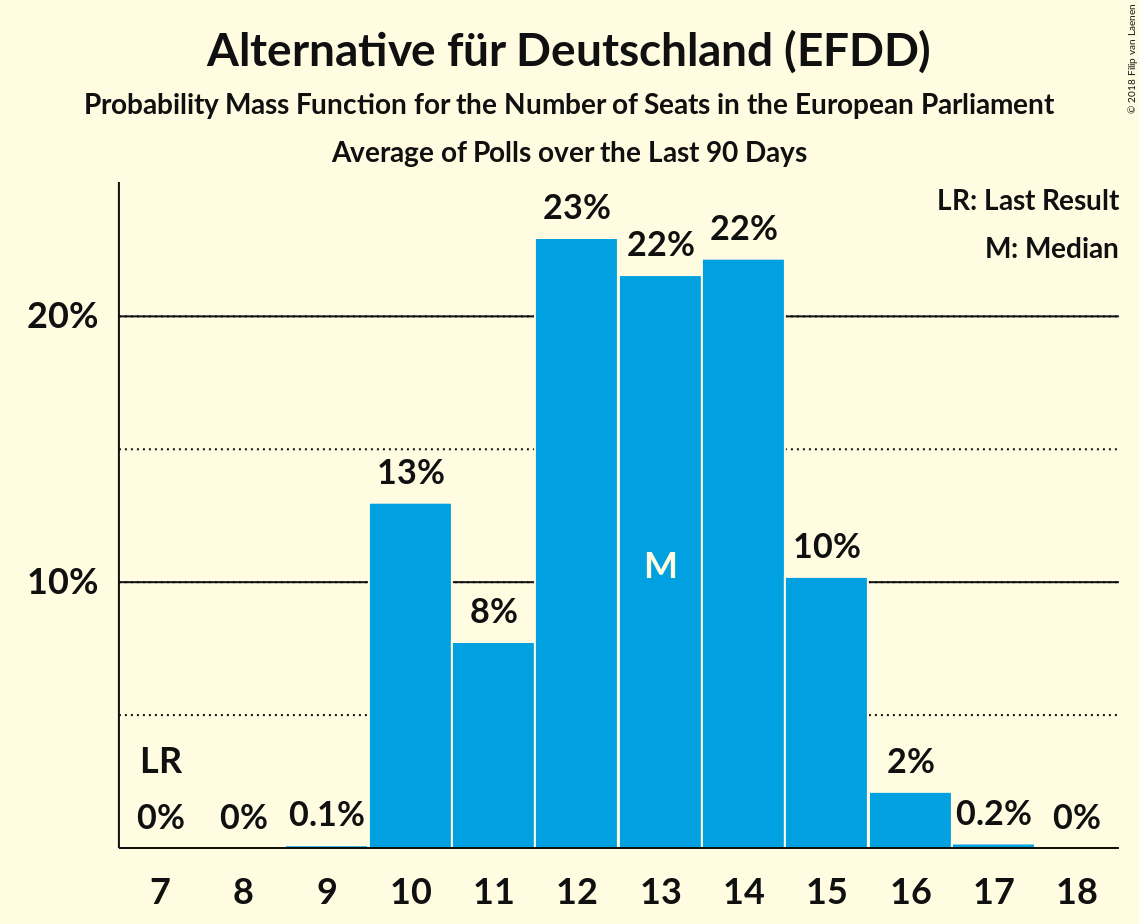 Alternative für Deutschland (EFDD)
Probability Mass Function for the Number of Seats in the European Parliament
Average of Polls over the Last 90 Days
© 2018 Filip van Laenen
LR: Last Result
M: Median
23%
22%
22%
20%
13%
10%
M
10%
8%
LR
2%
0%
0%
0.1%
0.2%
0%
7 8 9 10 11 12 13 14 15 16 17 18